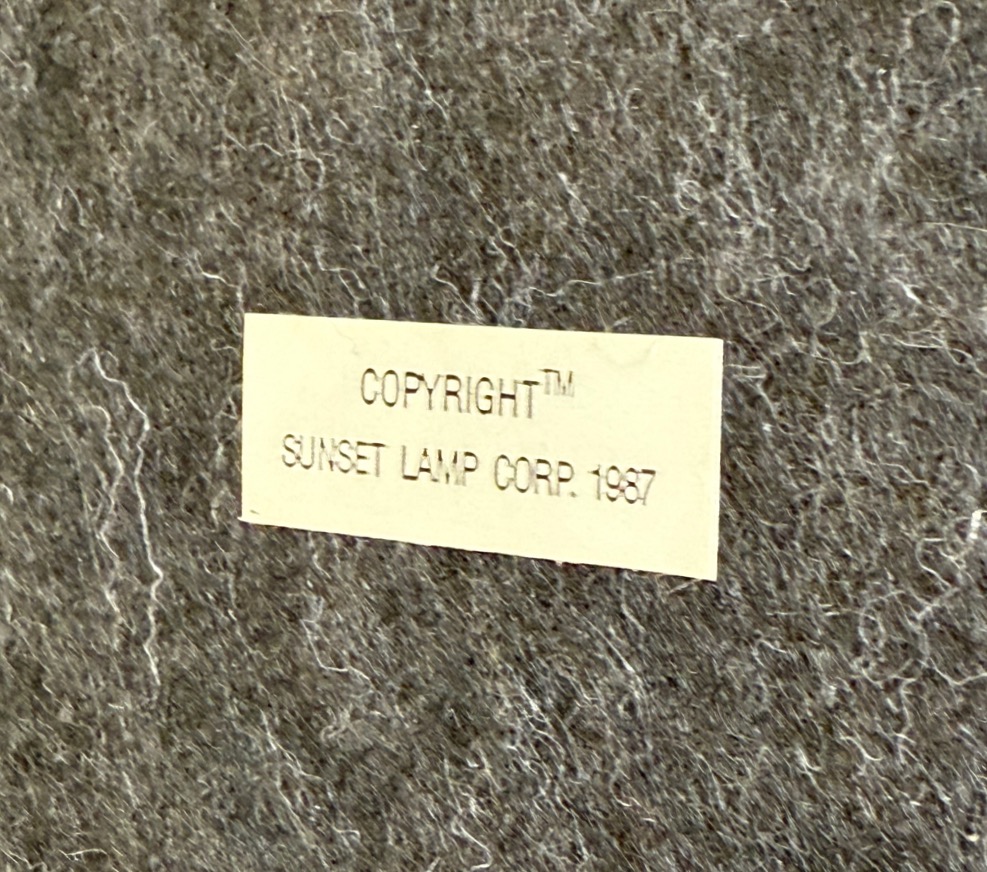 COPYRIGHT™
SUNSET LAMP CORP. 1987